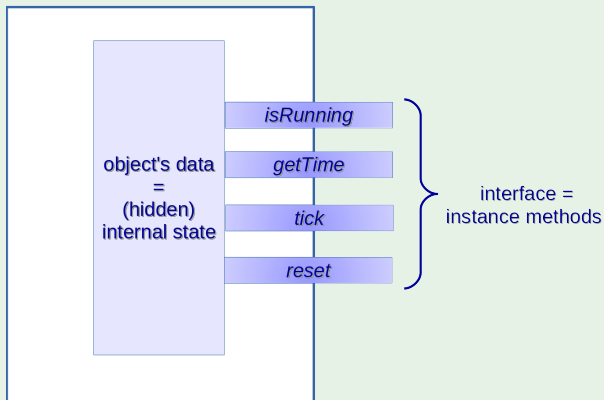 object's data
=
(hidden)
internal state
isRunning
getTime
tick
reset
interface =
instance methods